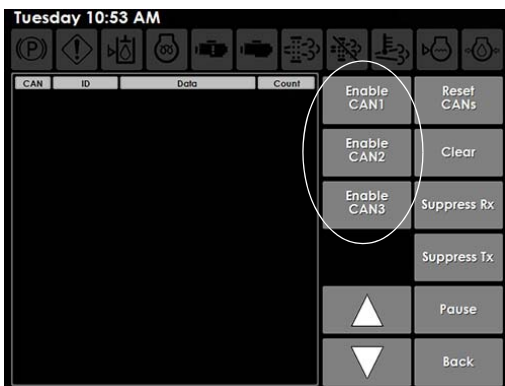 Tuesday 10:53 AM
(P)
CAN ID Data Count
Enable
CAN1
Reset
CANs
Enable
CAN2
Clear
Enable
CAN3
Suppress Rx
Suppress Tx
Pause
Back